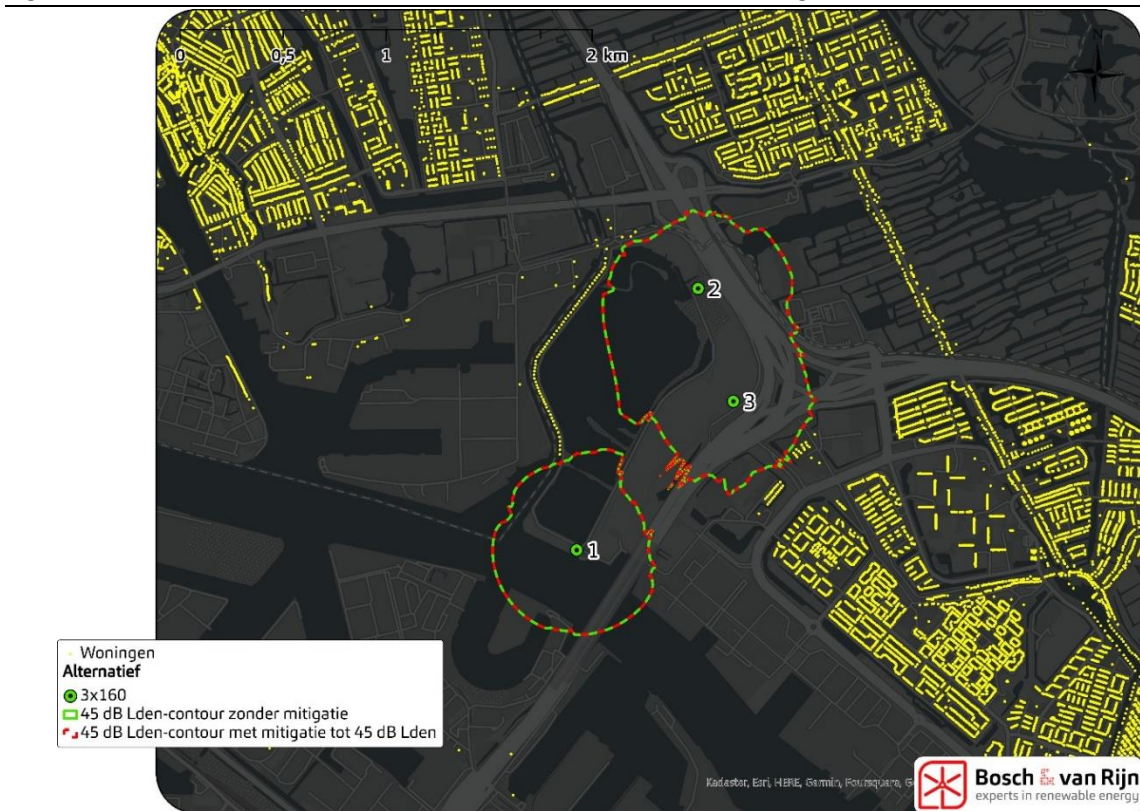 0 0,5 1 2 km
2
3
1
Woningen
Alternatief
3x160
45 dB Lden-contour zonder mitigatie
45 dB Lden-contour met mitigatie tot 45 dB Lden
Kadaster, Esri, HERE, Garmin, Foursquare,
Bosch & van Rijn
experts in renewable energy